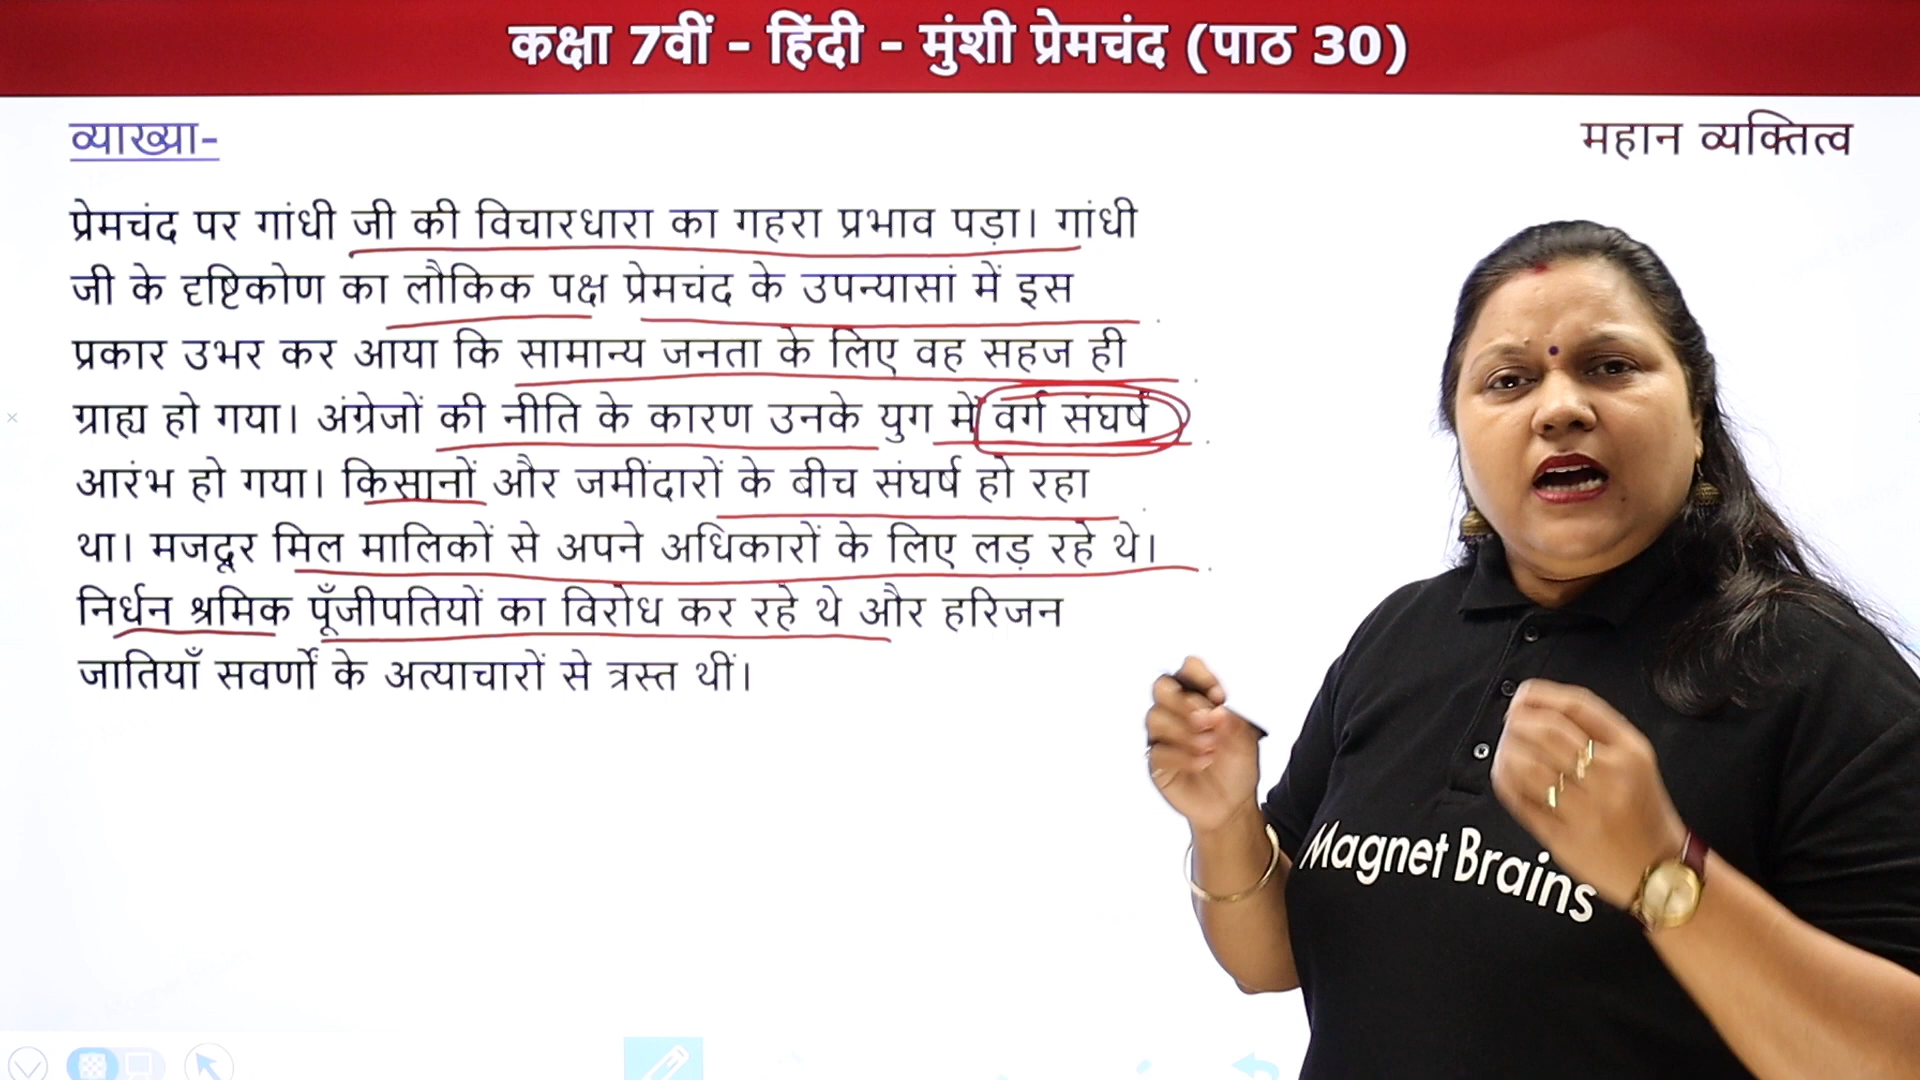 कक्षा 7वीं - हिंदी - मुंशी प्रेमचंद (पाठ 30)
व्याख्या-
महान व्यक्तित्व
प्रेमचंद पर गांधी जी की विचारधारा का गहरा प्रभाव पड़ा। गांधी
जी के दृष्टिकोण का लौकिक पक्ष प्रेमचंद के उपन्यासां में इस
प्रकार उभर कर आया कि सामान्य जनता के लिए वह सहज ही
ग्राह्य हो गया। अंग्रेजों की नीति के कारण उनके युग में वर्ग संघर्ष
आरंभ हो गया। किसानों और जमींदारों के बीच संघर्ष हो रहा
था। मजदूर मिल मालिकों से अपने अधिकारों के लिए लड़ रहे थे।
निर्धन श्रमिक पूँजीपतियों का विरोध कर रहे थे और हरिजन
जातियाँ सवर्णों के अत्याचारों से त्रस्त थीं।
Magnet Brains